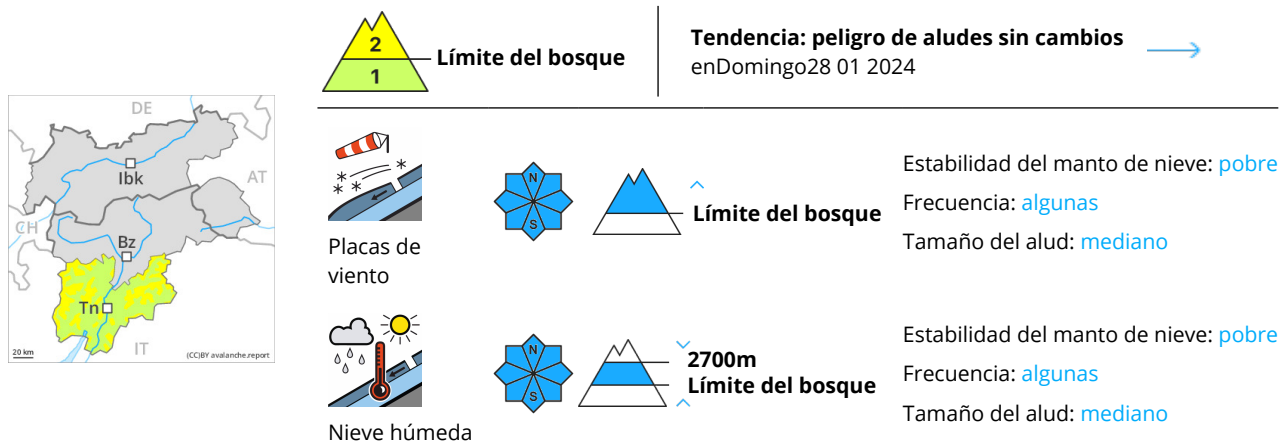 2
1
Límite del bosque
Tendencia: peligro de aludes sin cambios
enDomingo28 01 2024
DE
AT
CH
IT
Ibk
Bz
Tn
20 km
(CC)BY avalanche.report
Placas de
viento
N
S
Límite del bosque
Estabilidad del manto de nieve: pobre
Frecuencia: algunas
Tamaño del alud: mediano
Nieve húmeda
N
S
2700m
Límite del bosque
Estabilidad del manto de nieve: pobre
Frecuencia: algunas
Tamaño del alud: mediano